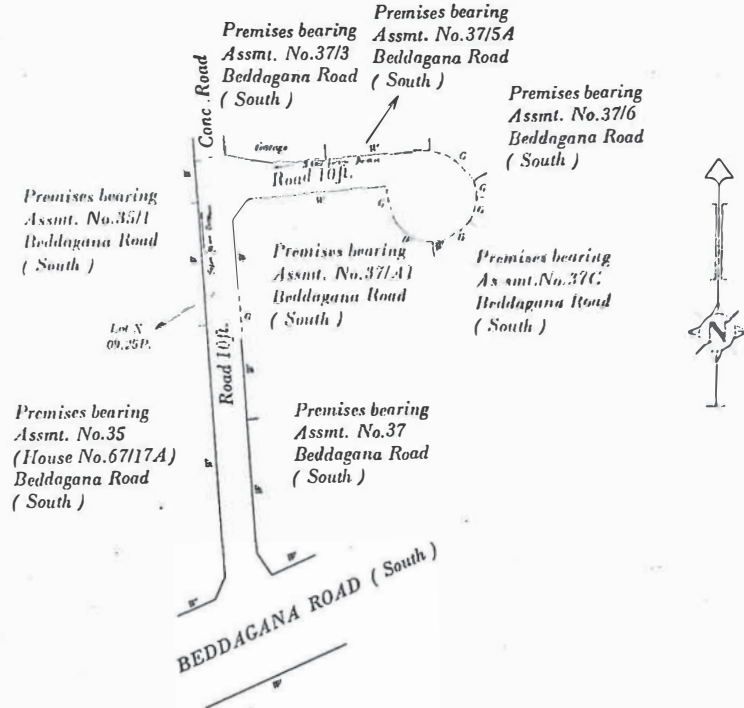 Premises bearing
Assmt. No.37/3
Beddagana Road
( South )
Premises bearing
Assmt. No.37/5A
Beddagana Road
( South )
Premises bearing
Assmt. No.37/6
Beddagana Road
( South )
Conc. Road
W
G
Road 10ft.
W
G
G
G
G
G
W
Premises bearing
Assmt. No.35/1
Beddagana Road
( South )
W
W
W
Premises bearing
Assmt. No.37/A1
Beddagana Road
( South )
Premises bearing
As smt.No.37C
Beddagana Road
( South )
N
Lot X
09.25P.
G
Road 10ft.
W
Premises bearing
Assmt. No.35
(House No.67/17A)
Beddagana Road
( South )
Premises bearing
Assmt. No.37
Beddagana Road
( South )
W
W
W
W
BEDDAGANA ROAD ( South )
W